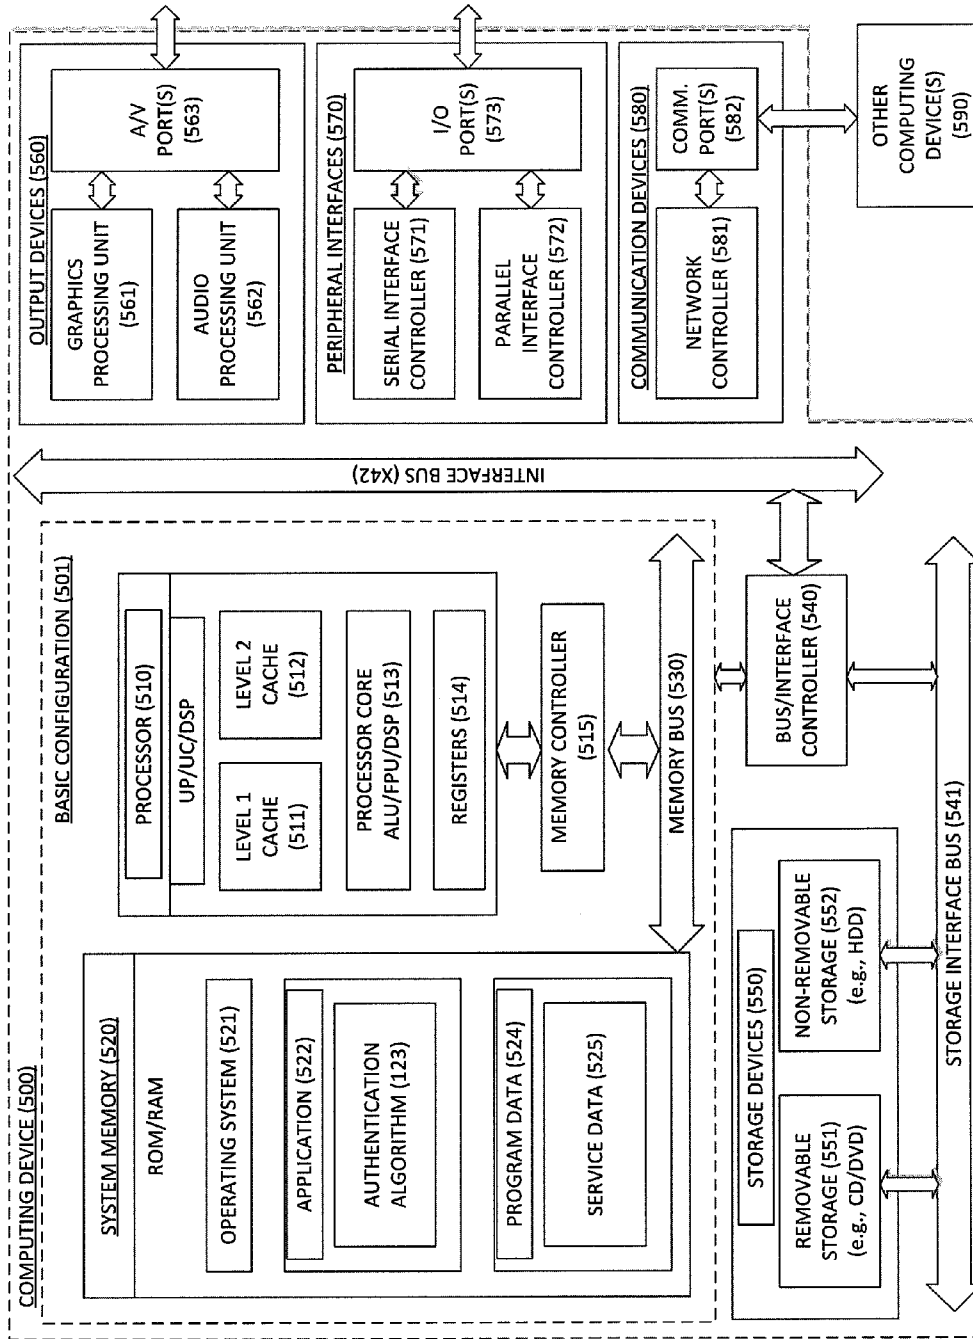 COMPUTING DEVICE (500)
BASIC CONFIGURATION (501)
SYSTEM MEMORY (520)
ROM/RAM
OPERATING SYSTEM (521)
APPLICATION (522)
AUTHENTICATION
ALGORITHM (123)
PROGRAM DATA (524)
SERVICE DATA (525)
PROCESSOR (510)
UP/UC/DSP
LEVEL 1
CACHE
(511)
LEVEL 2
CACHE
(512)
PROCESSOR CORE
ALU/FPU/DSP (513)
REGISTERS (514)
MEMORY CONTROLLER
(515)
MEMORY BUS (530)
STORAGE DEVICES (550)
REMOVABLE
STORAGE (551)
(e.g., CD/DVD)
NON-REMOVABLE
STORAGE (552)
(e.g., HDD)
BUS/INTERFACE
CONTROLLER (540)
STORAGE INTERFACE BUS (541)
INTERFACE BUS (X42)
OUTPUT DEVICES (560)
GRAPHICS
PROCESSING UNIT
(561)
AUDIO
PROCESSING UNIT
(562)
A/V
PORT(S)
(563)
PERIPHERAL INTERFACES (570)
SERIAL INTERFACE
CONTROLLER (571)
PARALLEL
INTERFACE
CONTROLLER (572)
I/O
PORT(S)
(573)
COMMUNICATION DEVICES (580)
NETWORK
CONTROLLER (581)
COMM.
PORT(S)
(582)
OTHER
COMPUTING
DEVICE(S)
(590)